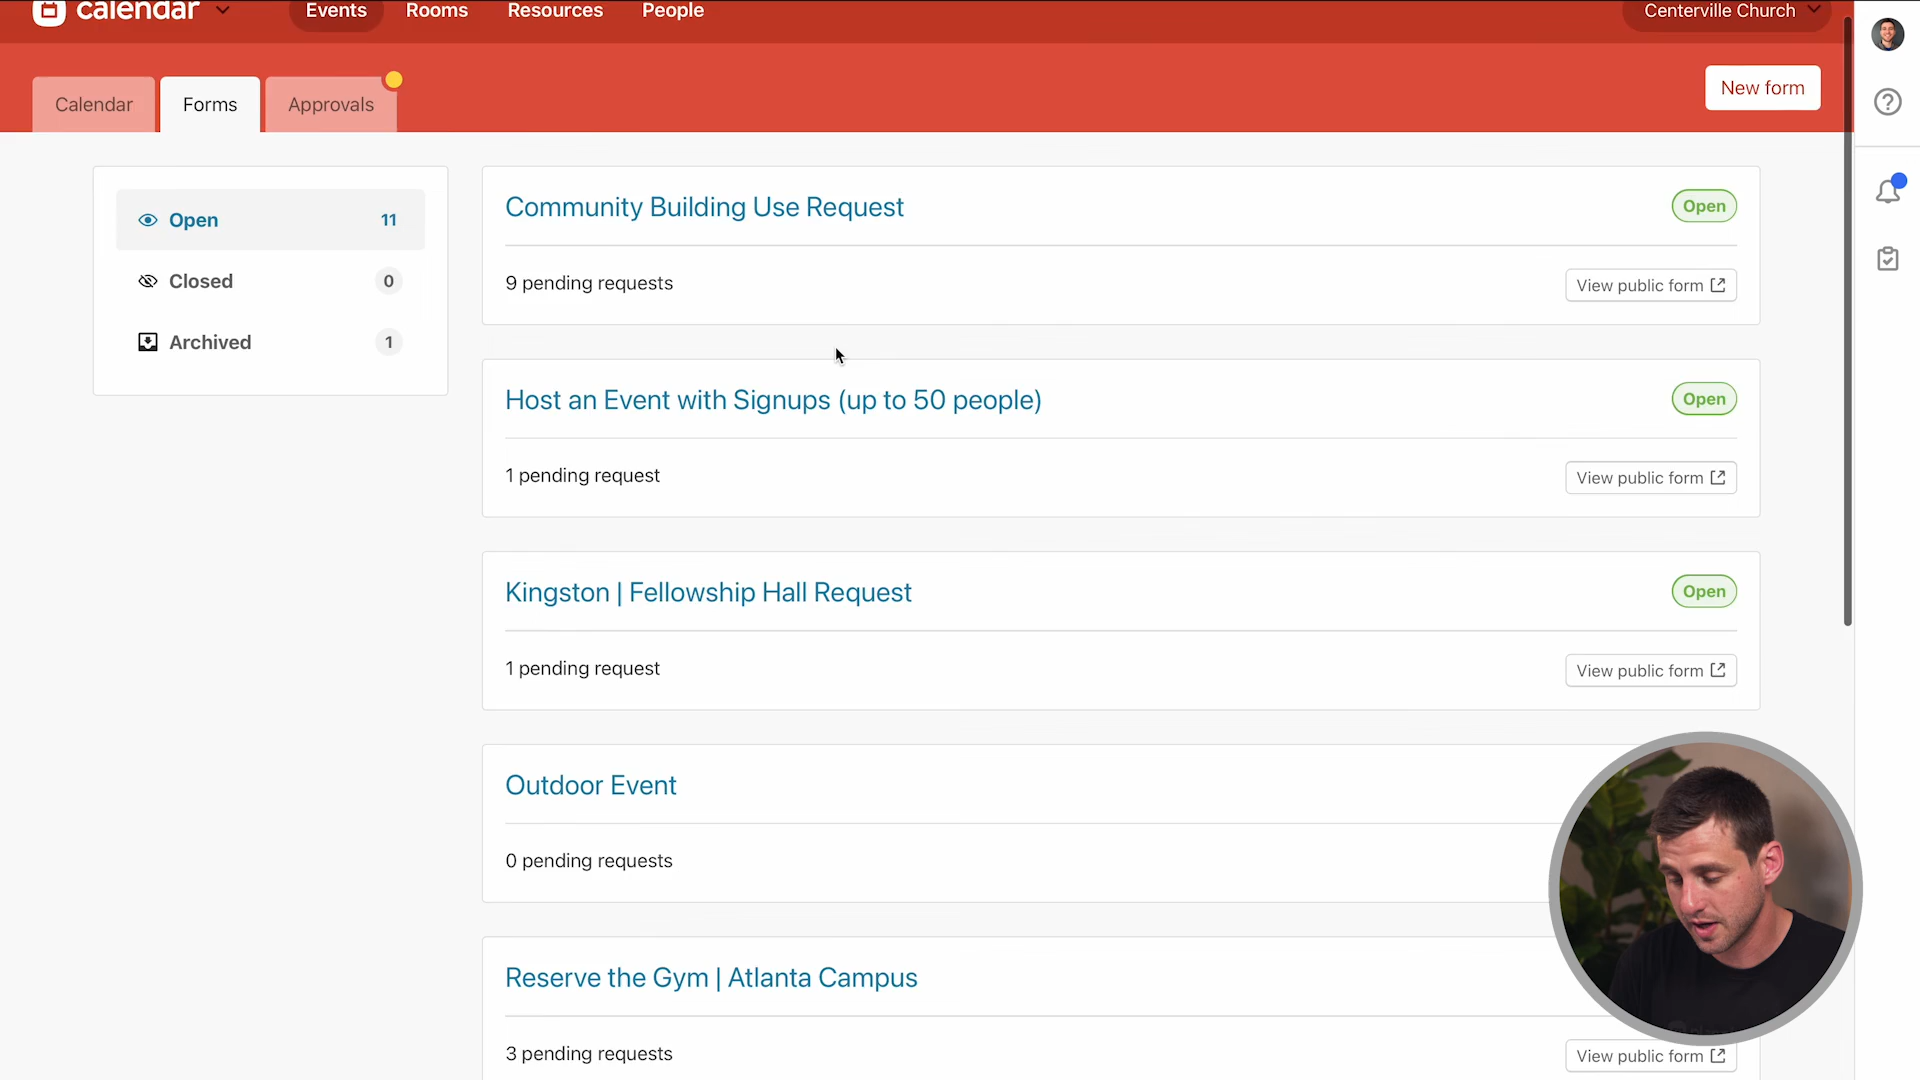 calendar
Events
Rooms
Resources
People
Centerville Church
Calendar
Forms
Approvals
New form
Open 11
Closed 0
Archived 1
Community Building Use Request
Open
9 pending requests
View public form
Host an Event with Signups (up to 50 people)
Open
1 pending request
View public form
Kingston | Fellowship Hall Request
Open
1 pending request
View public form
Outdoor Event
0 pending requests
Reserve the Gym | Atlanta Campus
3 pending requests
View public form